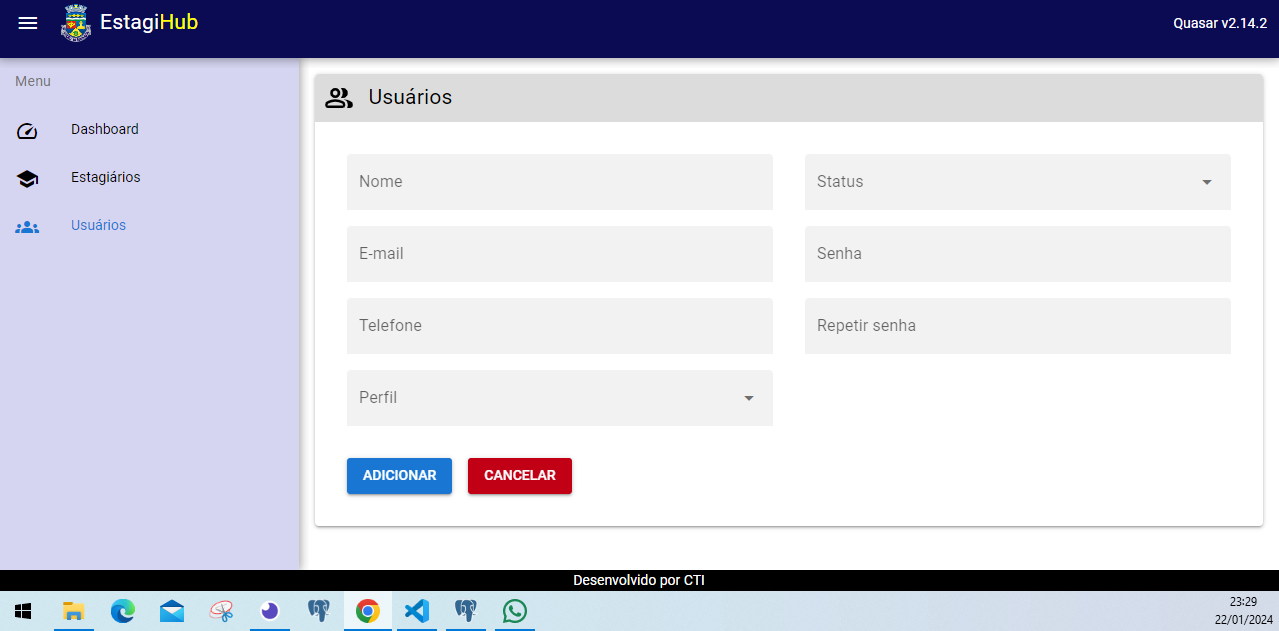 EstagiHub
Quasar v2.14.2
Menu
Dashboard
Estagiários
Usuários
Usuários
Nome
Status
E-mail
Senha
Telefone
Repetir senha
Perfil
ADICIONAR
CANCELAR
Desenvolvido por CTI
23:29
22/01/2024